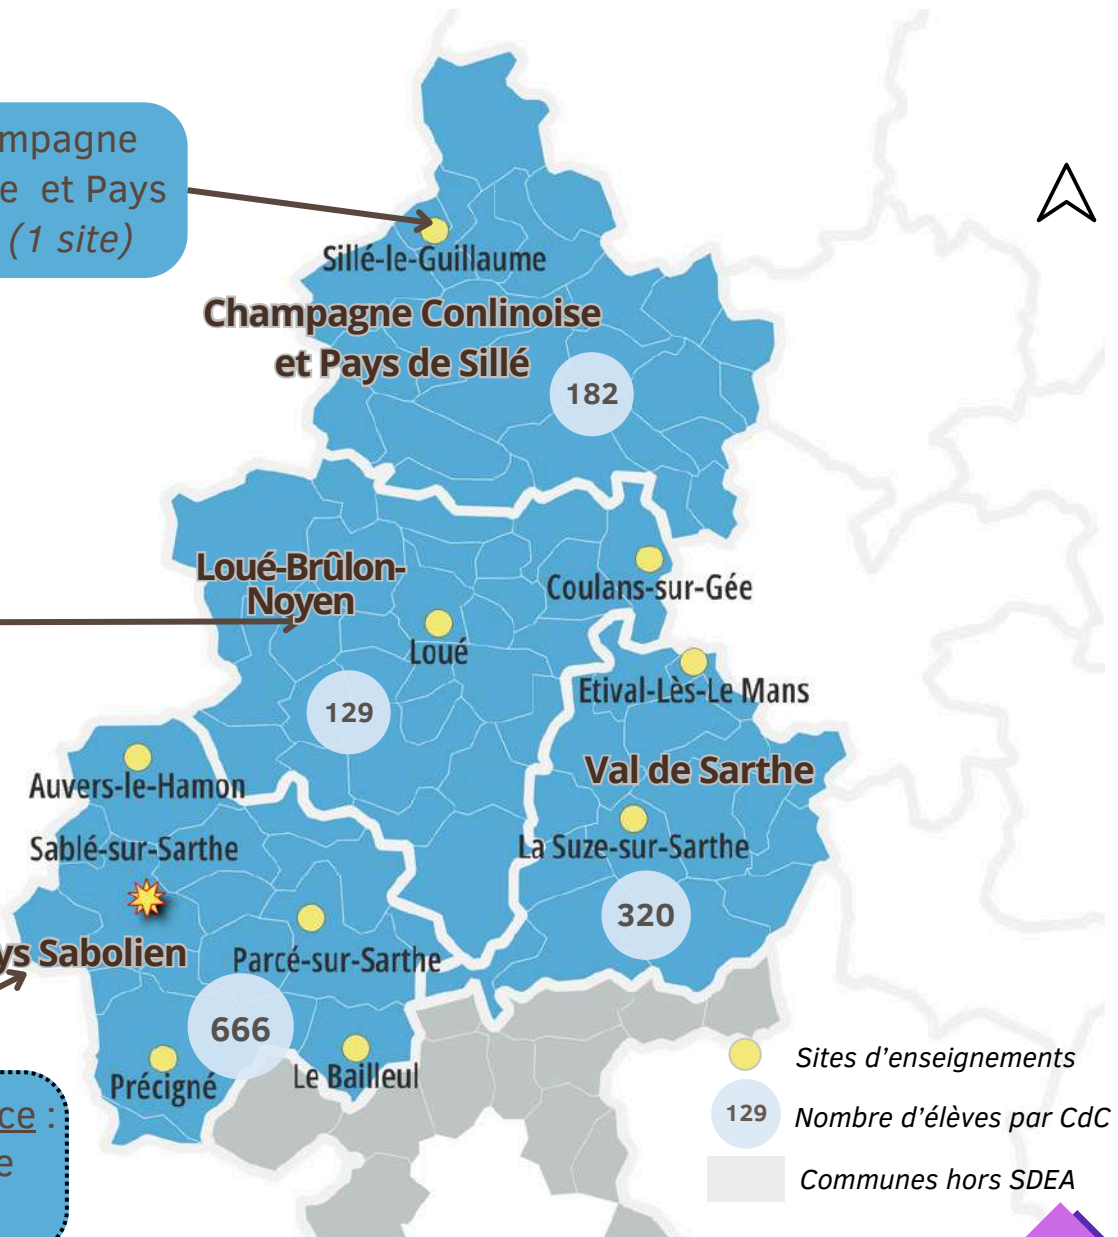 mpagne
e et Pays
(1 site)
Sillé-le-Guillaume
Champagne Conlinoise
et Pays de Sillé
182
Loué-Brûlon-
Noyen
Coulans-sur-Gée
Loué
Etival-Lès-Le Mans
129
Val de Sarthe
Auvers-le-Hamon
Sablé-sur-Sarthe
La Suze-sur-Sarthe
320
ys Sabolien
Parcé-sur-Sarthe
666
Précigné
Le Bailleul
ce :
e
Sites d'enseignements
129 Nombre d'élèves par CdC
Communes hors SDEA